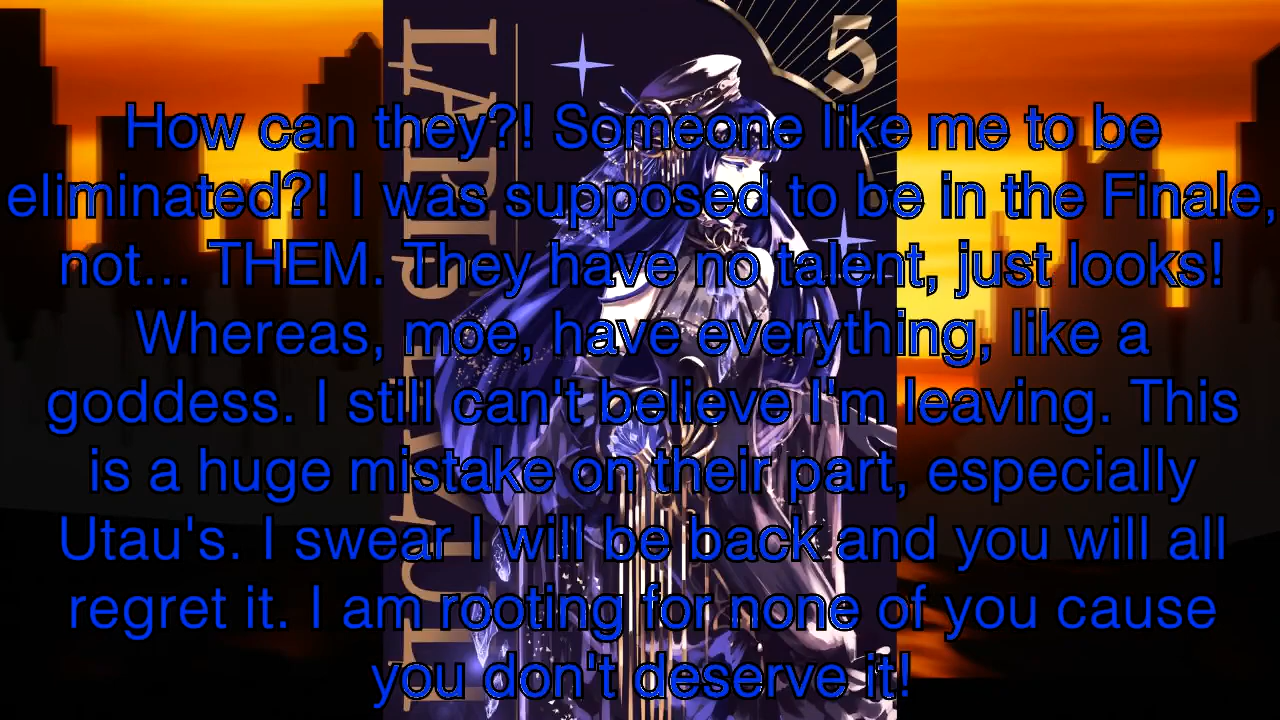 5
How can they?! Someone like me to be
eliminated?! I was supposed to be in the Finale,
not... THEM. They have no talent, just looks!
Whereas, moe, have everything, like a
goddess. I still can't believe I'm leaving. This
is a huge mistake on their part, especially
Utau's. I swear I will be back and you will all
regret it. I am rooting for none of you cause
you don't deserve it!